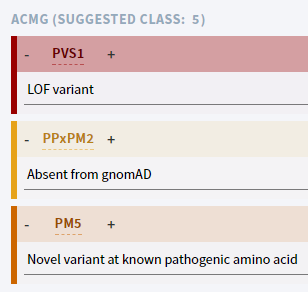 ACMG (SUGGESTED CLASS: 5)
- PVS1 +
LOF variant
- PPxPM2 +
Absent from gnomAD
- PM5 +
Novel variant at known pathogenic amino acid